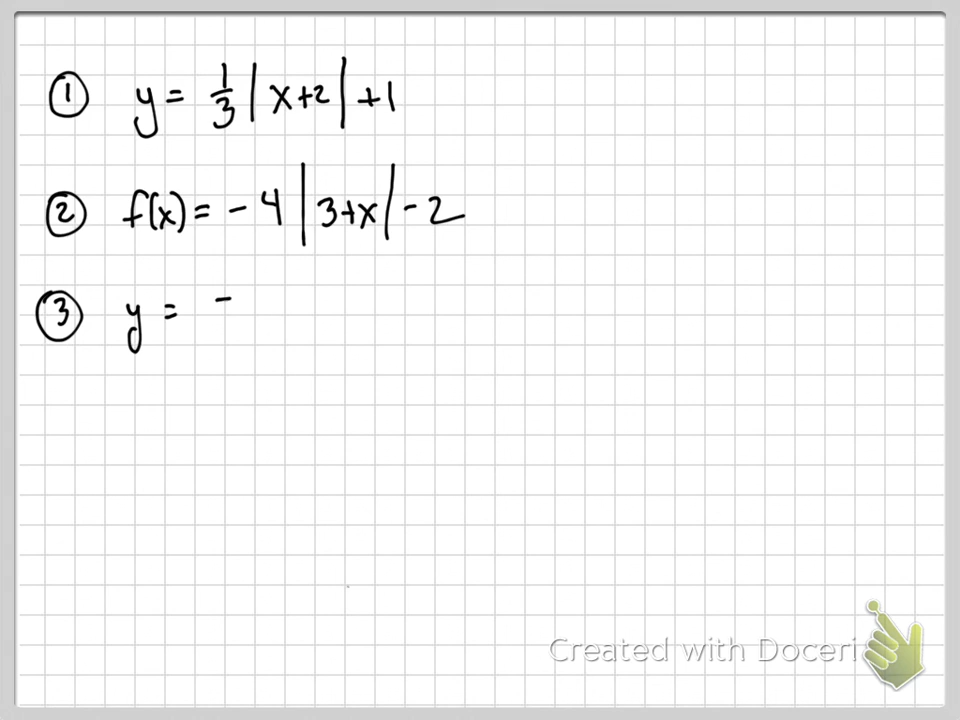 ① y = 1/3 |x+2| +1
② f(x) = -4 |3+x| -2
③ y = -
Created with Doceri